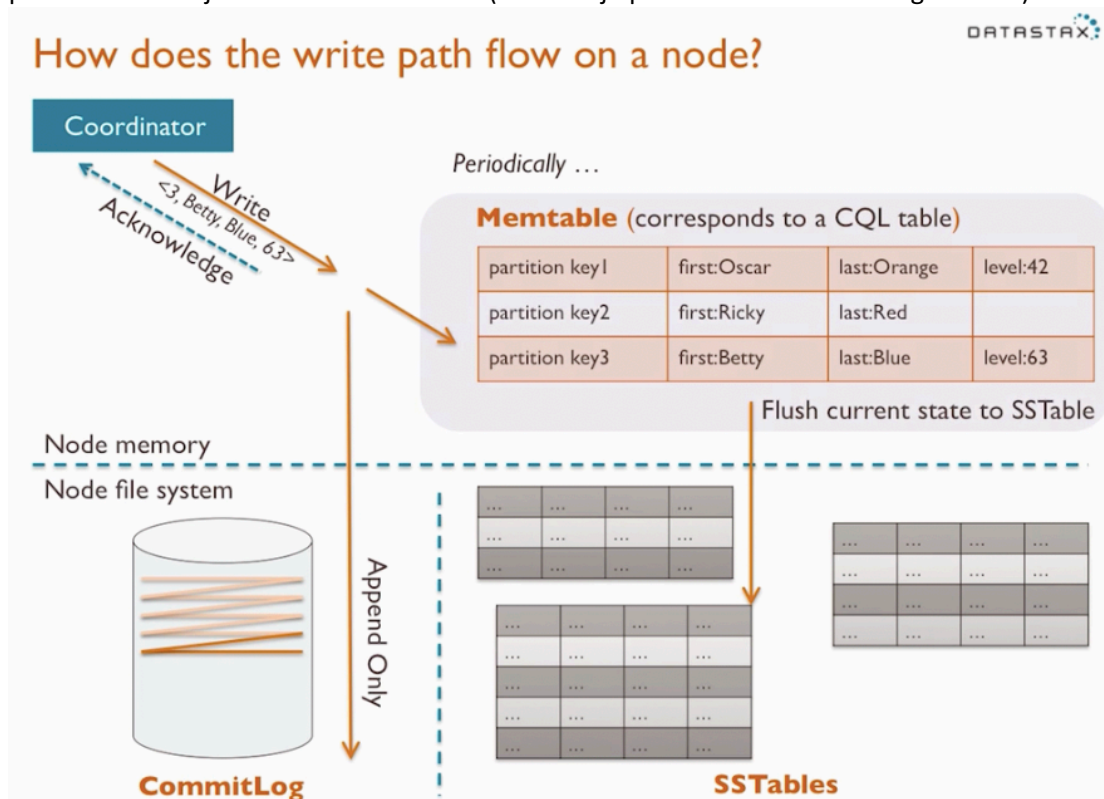 DATASTAX
How does the write path flow on a node?
Coordinator
Write
<3, Betty, Blue, 63>
Acknowledge
Periodically …
Memtable (corresponds to a CQL table)
partition key1 first:Oscar last:Orange level:42
partition key2 first:Ricky last:Red
partition key3 first:Betty last:Blue level:63
Flush current state to SSTable
Node memory
Node file system
Append Only
... ... ... ...
... ... ... ...
... ... ... ...
... ... ... ...
... ... ... ...
... ... ... ...
... ... ... ...
... ... ... ...
... ... ... ...
... ... ... ...
... ... ... ...
... ... ... ...
CommitLog
SSTables